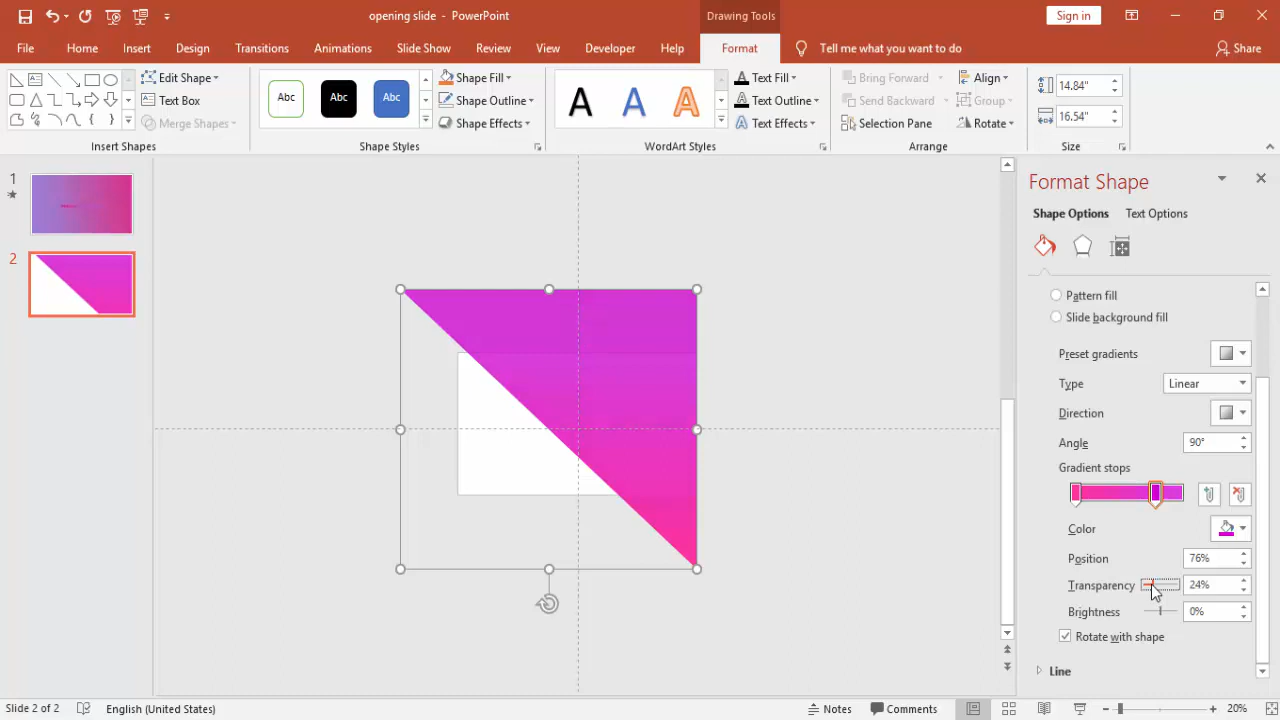 opening slide - PowerPoint
Drawing Tools
Sign in
File Home Insert Design Transitions Animations Slide Show Review View Developer Help Format Tell me what you want to do Share
Edit Shape
Text Box
Merge Shapes
Insert Shapes
Abc Abc Abc
Shape Fill
Shape Outline
Shape Effects
Shape Styles
A A A
Text Fill
Text Outline
Text Effects
WordArt Styles
Bring Forward
Send Backward
Selection Pane
Align
Group
Rotate
Arrange
14.84"
16.54"
Size
1
2
Format Shape
Shape Options Text Options
Pattern fill
Slide background fill
Preset gradients
Type Linear
Direction
Angle 90°
Gradient stops
Color
Position 76%
Transparency 24%
Brightness 0%
Rotate with shape
Line
Slide 2 of 2 English (United States) Notes Comments 20%